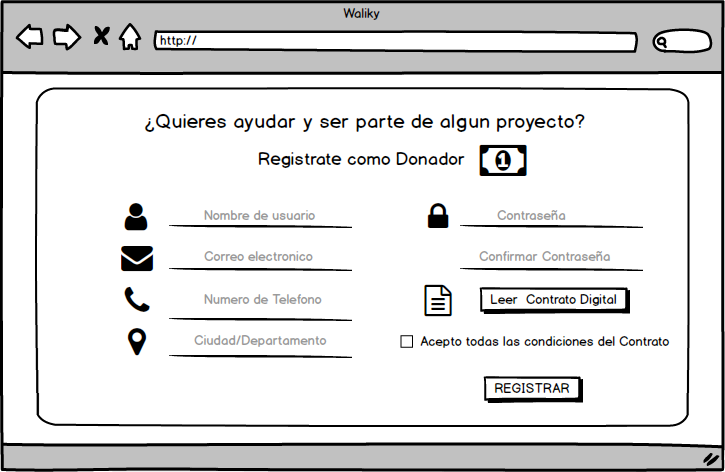 Waliky
http://
¿Quieres ayudar y ser parte de algun proyecto?
Registrate como Donador
1
Nombre de usuario
Contraseña
Correo electronico
Confirmar Contraseña
Numero de Telefono
Leer Contrato Digital
Ciudad/Departamento
Acepto todas las condiciones del Contrato
REGISTRAR